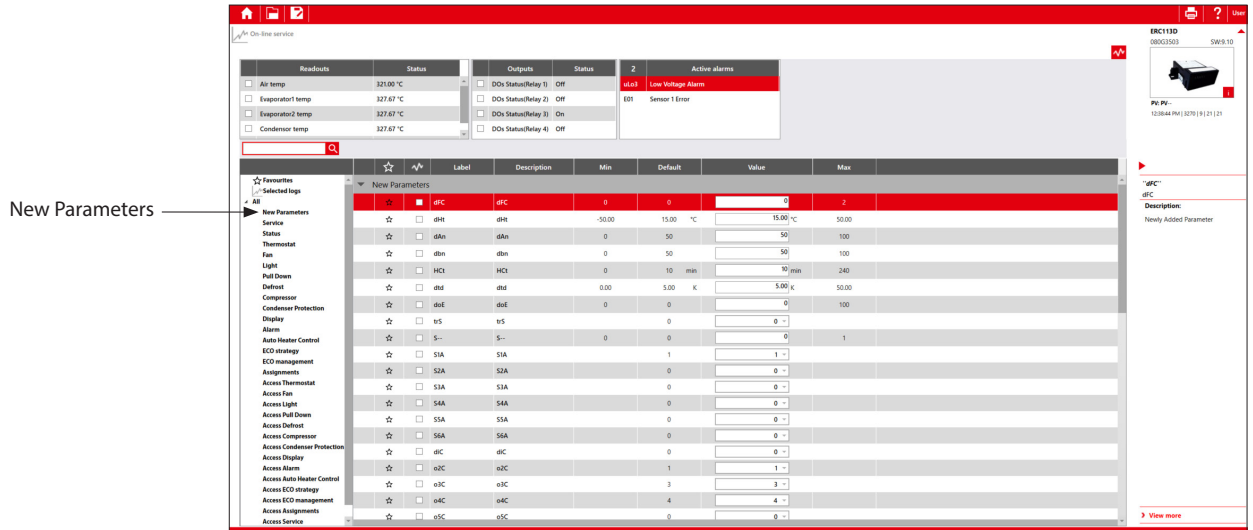 ? User
On-line service
ERC113D
080G3503 SW:9.10
i
PV: PV--
12:38:44 PM | 3270 | 9 | 21 | 21
Readouts Status
Air temp 321.00 °C
Evaporator1 temp 327.67 °C
Evaporator2 temp 327.67 °C
Condensor temp 327.67 °C
Outputs Status
DOs Status(Relay 1) Off
DOs Status(Relay 2) Off
DOs Status(Relay 3) On
DOs Status(Relay 4) Off
2 Active alarms
uLo3 Low Voltage Alarm
E01 Sensor 1 Error
New Parameters
Favourites
Selected logs
All
New Parameters
Service
Status
Thermostat
Fan
Light
Pull Down
Defrost
Compressor
Condenser Protection
Display
Alarm
Auto Heater Control
ECO strategy
ECO management
Assignments
Access Thermostat
Access Fan
Access Light
Access Pull Down
Access Defrost
Access Compressor
Access Condenser Protection
Access Display
Access Alarm
Access Auto Heater Control
Access ECO strategy
Access ECO management
Access Assignments
Access Service
Label Description Min Default Value Max
New Parameters
dFC dFC 0 0 0 2
dHt dHt -50.00 15.00 °C 15.00 °C 50.00
dAn dAn 0 50 50 100
dbn dbn 0 50 50 100
HCt HCt 0 10 min 10 min 240
dtd dtd 0.00 5.00 K 5.00 K 50.00
doE doE 0 0 0 100
trS trS 0 0
S-- S-- 0 0 0 1
S1A S1A 1 1
S2A S2A 0 0
S3A S3A 0 0
S4A S4A 0 0
S5A S5A 0 0
S6A S6A 0 0
diC diC 0 0
o2C o2C 1 1
o3C o3C 3 3
o4C o4C 4 4
o5C o5C 0 0
"dFC"
dFC
Description:
Newly Added Parameter
View more